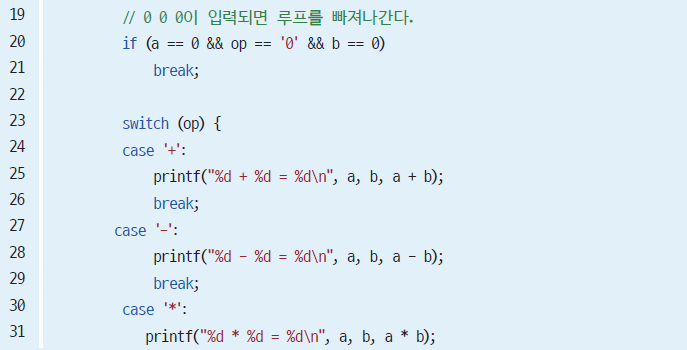 19 // 0 0 0이 입력되면 루프를 빠져나간다.
20 if (a == 0 && op == '0' && b == 0)
21 break;
22
23 switch (op) {
24 case '+':
25 printf("%d + %d = %d\n", a, b, a + b);
26 break;
27 case '-':
28 printf("%d - %d = %d\n", a, b, a - b);
29 break;
30 case '*':
31 printf("%d * %d = %d\n", a, b, a * b);